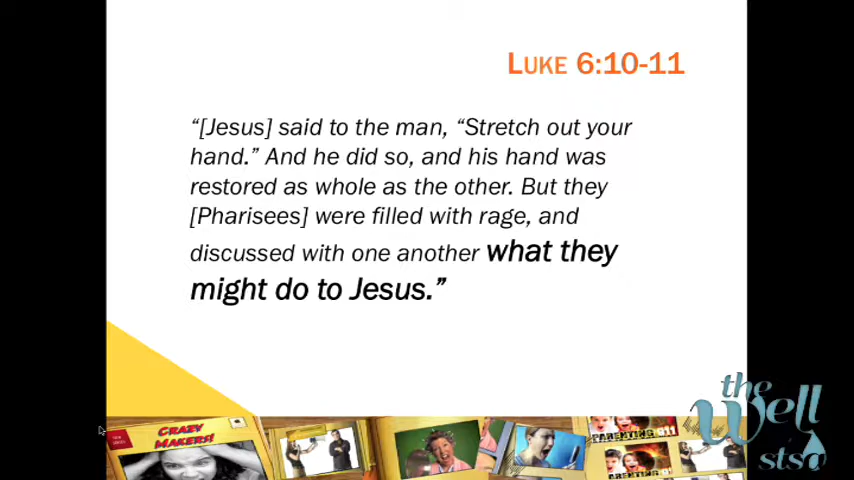 LUKE 6:10-11
“[Jesus] said to the man, “Stretch out your
hand.” And he did so, and his hand was
restored as whole as the other. But they
[Pharisees] were filled with rage, and
discussed with one another what they
might do to Jesus.”
CRAZY
MAKERS!
PARENTING 911
PARENTING
the
well
stsa